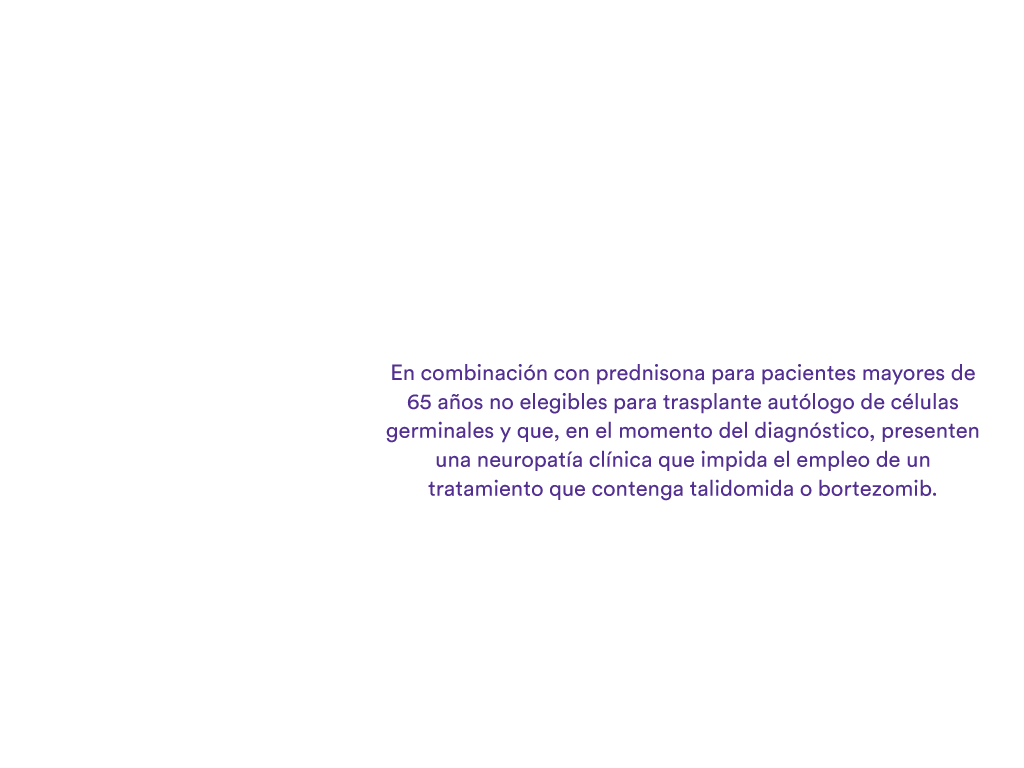 En combinación con prednisona para pacientes mayores de
65 años no elegibles para trasplante autólogo de células
germinales y que, en el momento del diagnóstico, presenten
una neuropatía clínica que impida el empleo de un
tratamiento que contenga talidomida o bortezomib.